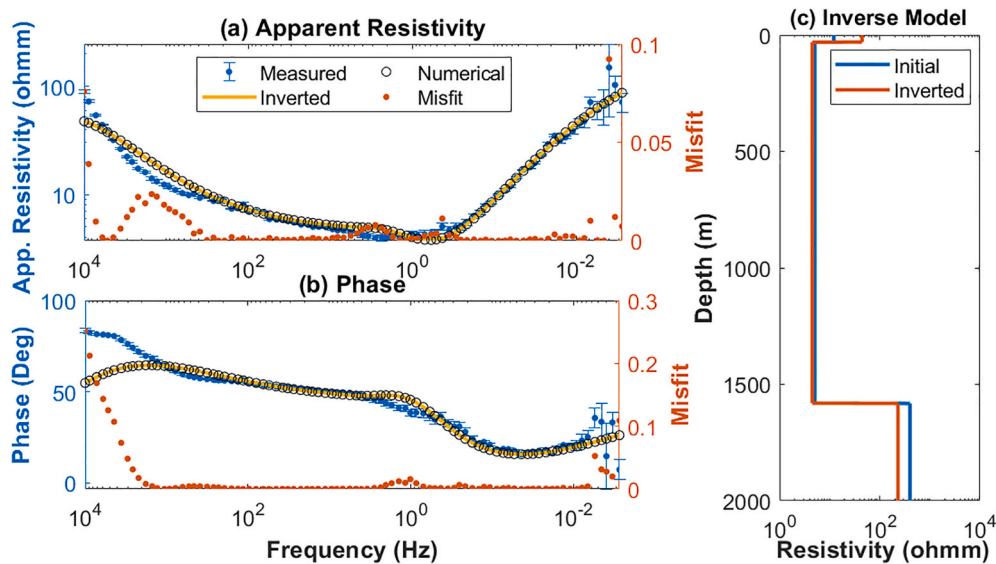 (a) Apparent Resistivity
App. Resistivity (ohmm)
100
10
Measured
Numerical
Inverted
Misfit
0.1
0.05
0
Misfit
10^4
10^2
10^0
10^-2
(b) Phase
Phase (Deg)
100
50
0
0.3
0.2
0.1
0
Misfit
10^4
10^2
10^0
10^-2
Frequency (Hz)
(c) Inverse Model
Initial
Inverted
Depth (m)
0
500
1000
1500
2000
10^0
10^2
10^4
Resistivity (ohmm)